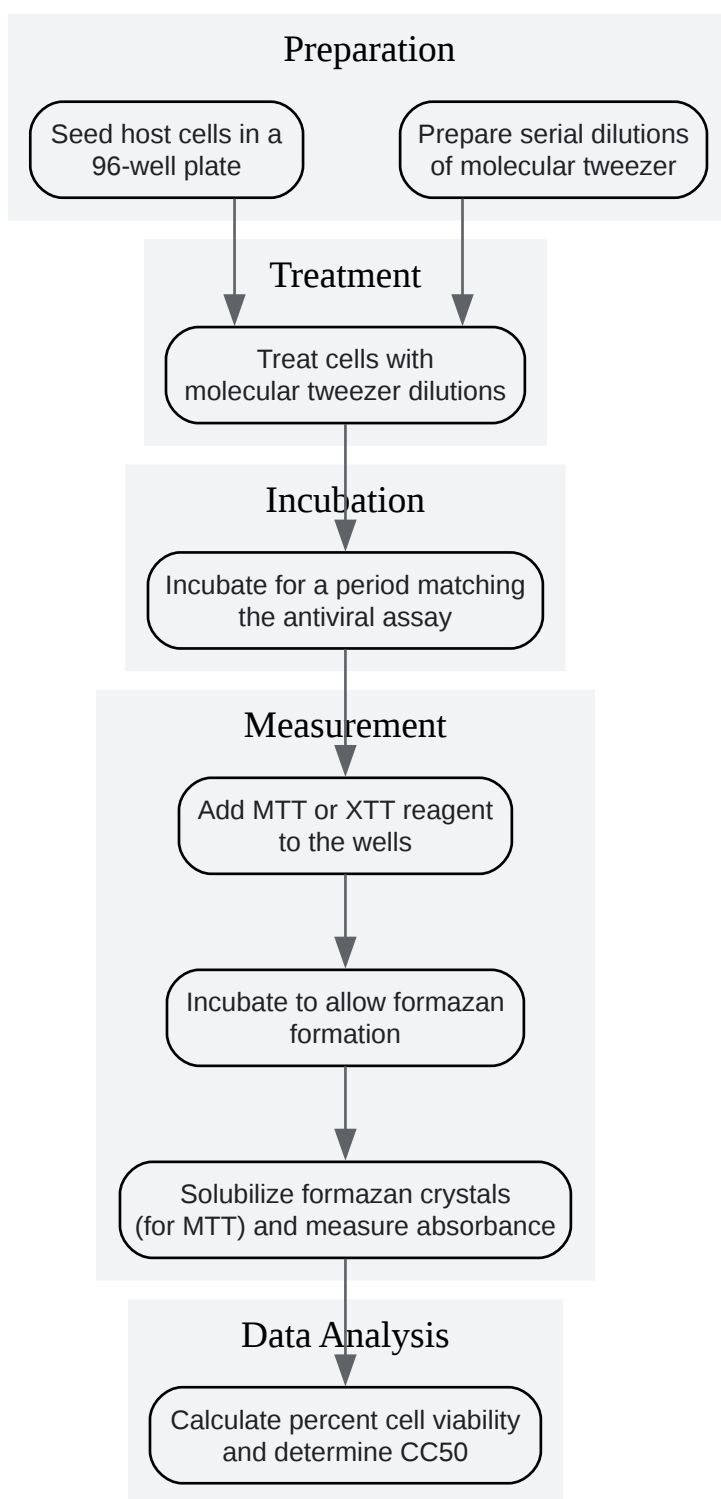 Preparation
Seed host cells in a
96-well plate
Prepare serial dilutions
of molecular tweezer
Treatment
Treat cells with
molecular tweezer dilutions
Incubation
Incubate for a period matching
the antiviral assay
Measurement
Add MTT or XTT reagent
to the wells
Incubate to allow formazan
formation
Solubilize formazan crystals
(for MTT) and measure absorbance
Data Analysis
Calculate percent cell viability
and determine CC50